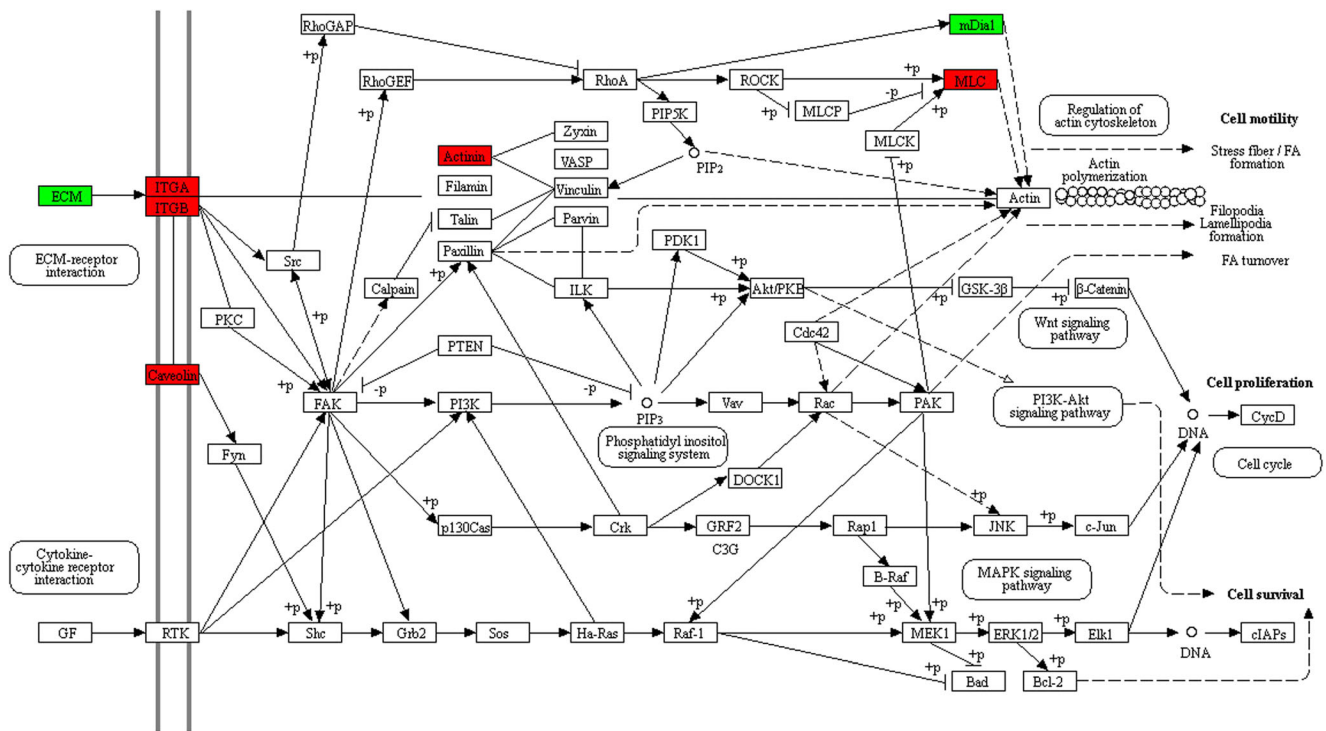 RhoGAP
mDia1
+p
RhoGEF
RhoA
ROCK
+p
MLC
+p
-p
+p
PIP5K
MLCP
+p
MLCK
+p
Regulation of
actin cytoskeleton
Cell motility
Stress fiber / FA
formation
Zyxin
Actinin
VASP
PIP2
Actin
polymerization
ECM
ITGA
ITGB
Filamin
Vinculin
Actin
Talin
Parvin
Filopodia
Lamellipodia
formation
Paxillin
PDK1
ECM-receptor
interaction
Src
+p
+p
FA turnover
Calpain
ILK
+p
Akt/PKB
+p
GSK-3β
+p
β-Catenin
PKC
+p
Cdc42
Wnt signaling
pathway
PTEN
+p
-p
-p
Caveolin
Cell proliferation
FAK
PI3K
PIP3
Vav
Rac
PAK
PI3K-Akt
signaling pathway
DNA
CycD
Phosphatidyl inositol
signaling system
Fyn
Cell cycle
DOCK1
+p
p130Cas
Crk
GRF2
Rap1
+p
JNK
+p
c-Jun
C3G
Cytokine-
cytokine receptor
interaction
B-Raf
MAPK signaling
pathway
Cell survival
+p
+p
+p
+p
+p
GF
RTK
Shc
Grb2
Sos
Ha-Ras
Raf-1
MEK1
+p
ERK1/2
+p
Elk1
DNA
cIAPs
+p
+p
+p
Bad
Bcl-2